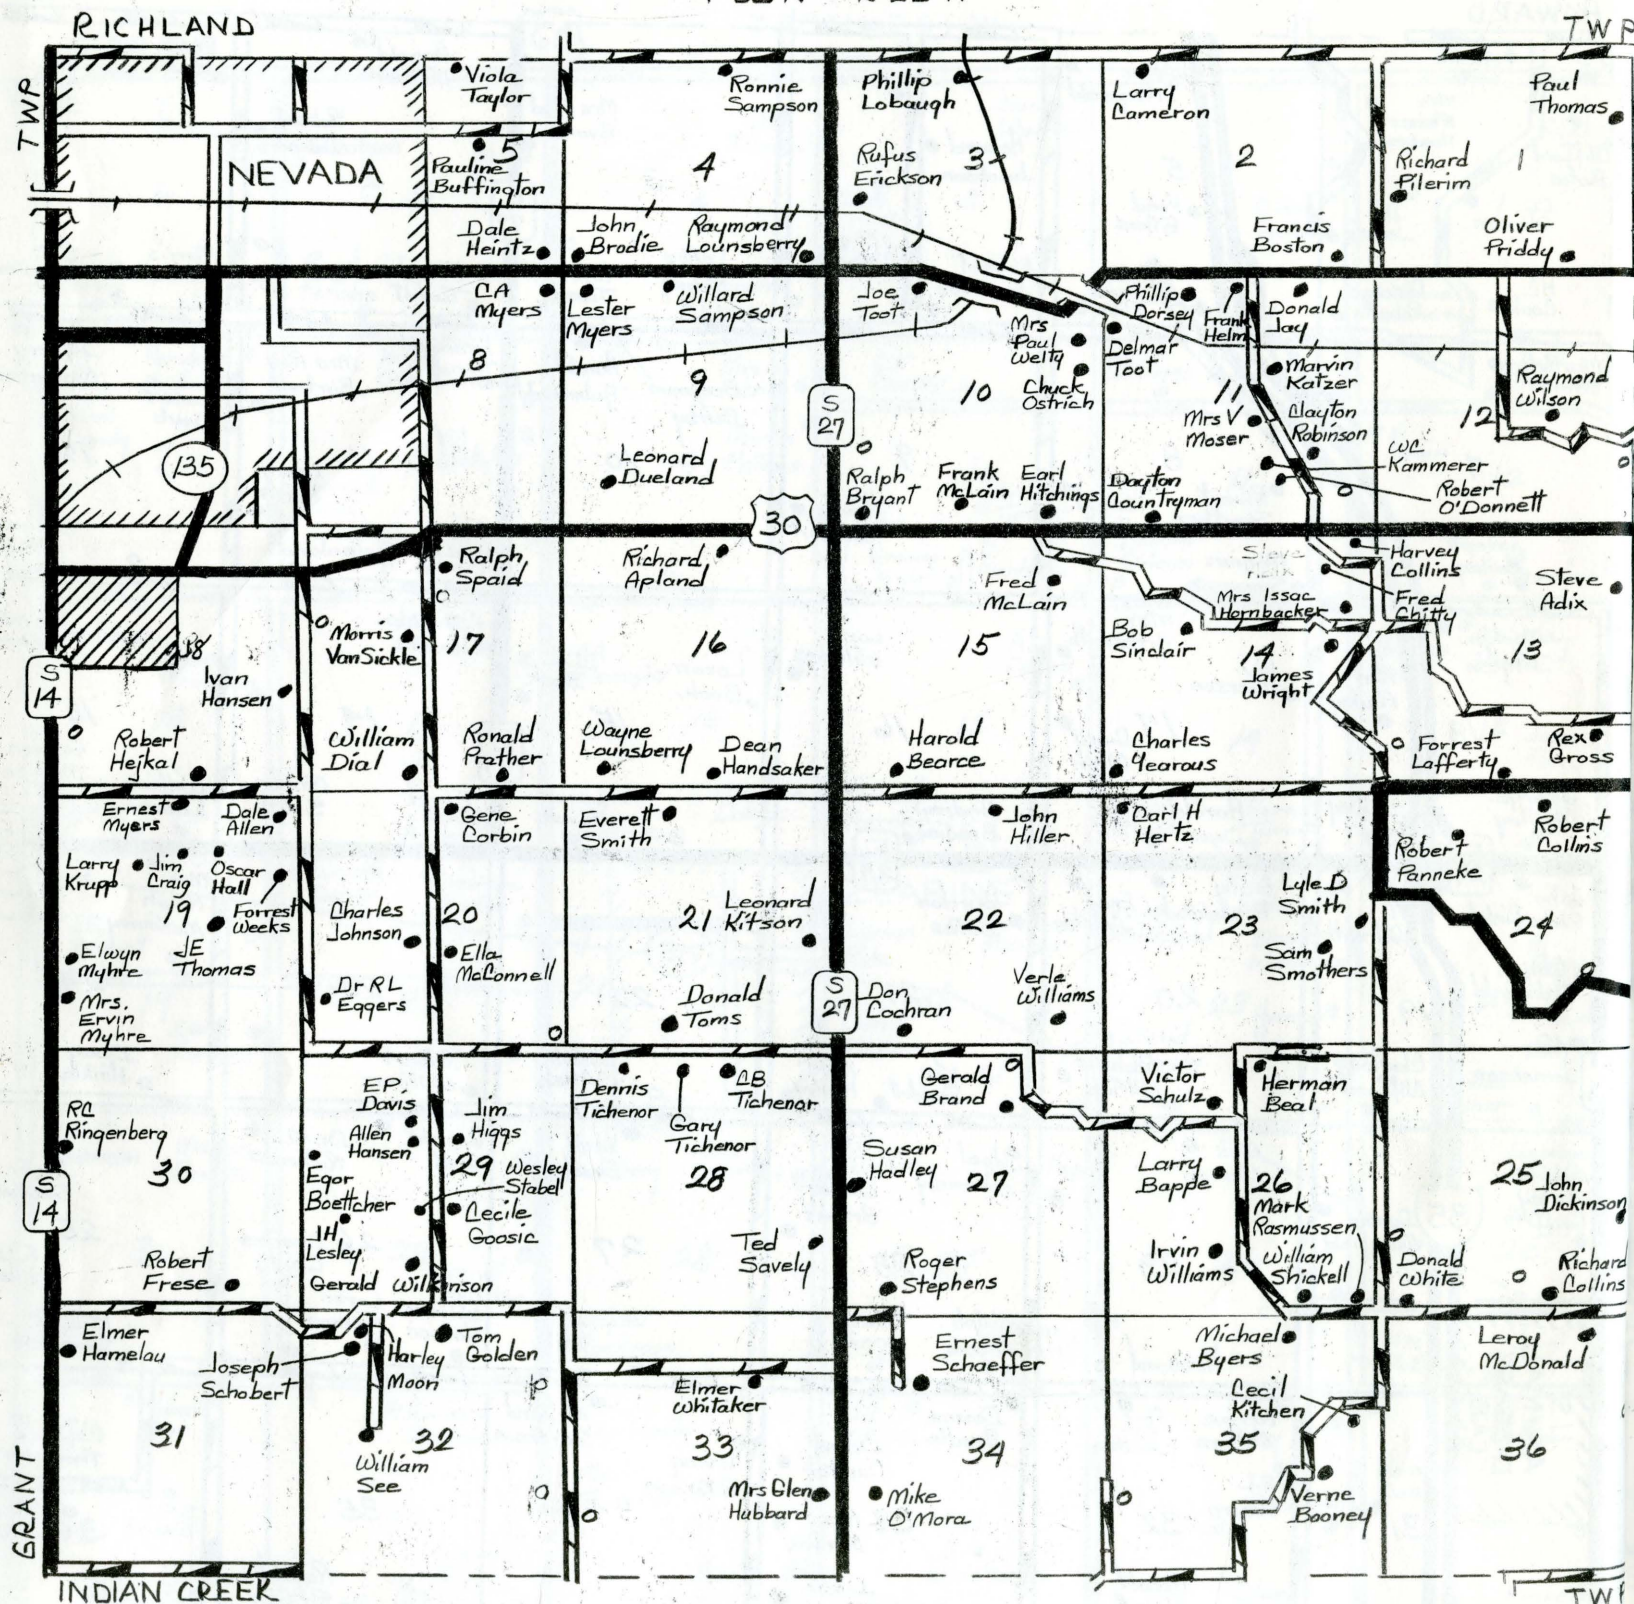 RICHLAND
TWP
TWP
NEVADA
Viola
Taylor
5
Pauline
Buffington
Dale
Heintz
Ronnie
Sampson
4
John
Brodie
Raymond
Lounsberry
Phillip
Lobaugh
Rufus
Erickson
3
Larry
Cameron
2
Francis
Boston
Paul
Thomas
Richard
Pilerim
1
Oliver
Priddy
CA
Myers
8
Lester
Myers
Willard
Sampson
9
Leonard
Dueland
Joe
Toot
Mrs
Paul
Welty
Chuck
Ostrich
10
S
27
Ralph
Bryant
Frank
McLain
Earl
Hitchings
Phillip
Dorsey
Frank
Helm
Donald
Jay
Delmar
Toot
Marvin
Katzer
11
Mrs V
Moser
Clayton
Robinson
WC
Kammerer
Robert
O'Donnett
Dayton
Countryman
Raymond
Wilson
12
135
30
S
14
18
Ivan
Hansen
Robert
Hejkal
Morris
VanSickle
William
Dial
Ralph
Spaid
17
Ronald
Prather
Richard
Apland
16
Wayne
Lounsberry
Dean
Handsaker
Fred
McLain
15
Harold
Bearce
Steve
Mrs Issac
Hornbacker
Bob
Sinclair
14
James
Wright
Charles
Yearous
Harvey
Collins
Fred
Chitty
Steve
Adix
13
Forrest
Lafferty
Rex
Gross
Ernest
Myers
Dale
Allen
Larry
Krupp
Jim
Craig
Oscar
Hall
19
Forrest
Weeks
JE
Thomas
Elwyn
Myhre
Mrs.
Ervin
Myhre
Charles
Johnson
Dr RL
Eggers
Gene
Corbin
20
Ella
McConnell
Everett
Smith
21
Leonard
Kitson
Donald
Toms
S
27
John
Hiller
22
Don
Cochran
Verle
Williams
Carl H
Hertz
Lyle D
Smith
23
Sam
Smothers
Robert
Panneke
Robert
Collins
24
RC
Ringenberg
30
S
14
Robert
Frese
EP.
Davis
Allen
Hansen
Egor
Boettcher
JH
Lesley
Gerald Wilkinson
Jim
Higgs
29
Wesley
Stabell
Cecile
Goosic
Dennis
Tichenor
Gary
Tichenor
CB
Tichenor
28
Ted
Savely
Gerald
Brand
Susan
Hadley
27
Roger
Stephens
Victor
Schulz
Herman
Beal
Larry
Bappe
26
Mark
Rasmussen
Irvin
Williams
William
Shickell
25
John
Dickinson
Donald
White
Richard
Collins
Elmer
Hamelau
Joseph
Schobert
31
Harley
Moon
Tom
Golden
32
William
See
Elmer
Whitaker
33
Mrs Glen
Hubbard
Ernest
Schaeffer
34
Mike
O'Mora
Michael
Byers
Cecil
Kitchen
35
Verne
Booney
Leroy
McDonald
36
GRANT
INDIAN CREEK
TWP